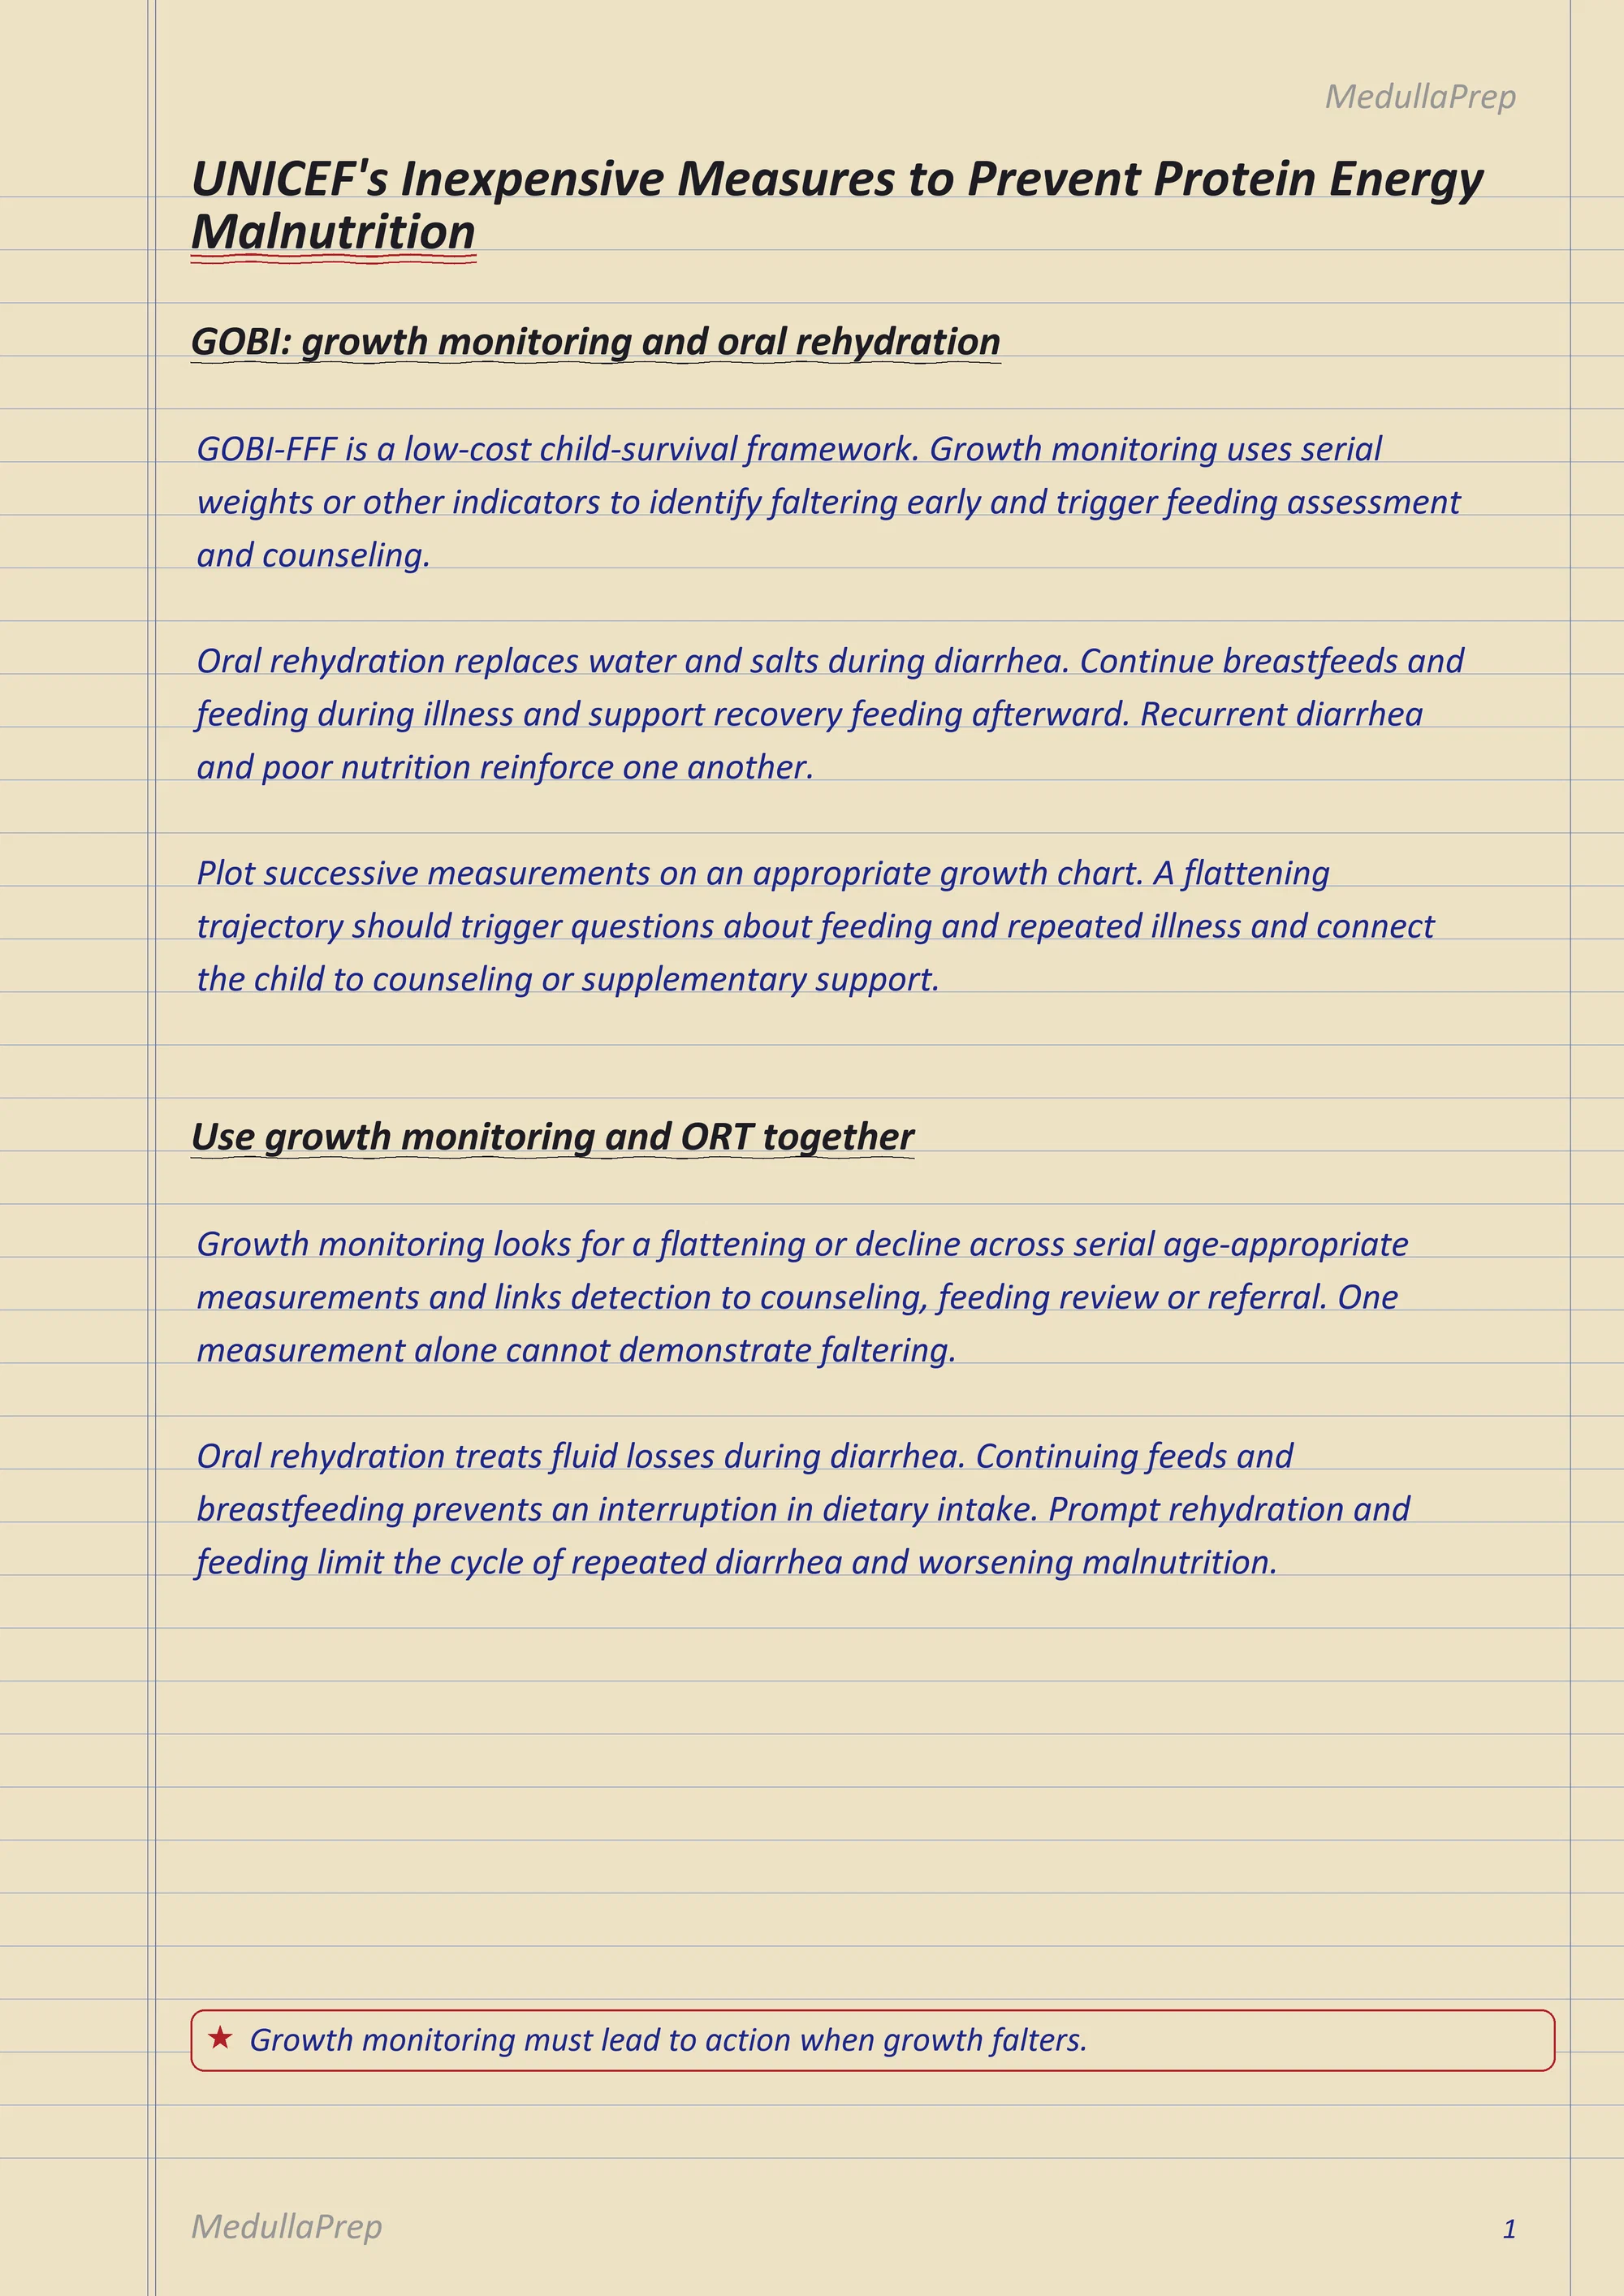 MedullaPrep
UNICEF's Inexpensive Measures to Prevent Protein Energy
Malnutrition
GOBI: growth monitoring and oral rehydration
GOBI-FFF is a low-cost child-survival framework. Growth monitoring uses serial
weights or other indicators to identify faltering early and trigger feeding assessment
and counseling.
Oral rehydration replaces water and salts during diarrhea. Continue breastfeeds and
feeding during illness and support recovery feeding afterward. Recurrent diarrhea
and poor nutrition reinforce one another.
Plot successive measurements on an appropriate growth chart. A flattening
trajectory should trigger questions about feeding and repeated illness and connect
the child to counseling or supplementary support.
Use growth monitoring and ORT together
Growth monitoring looks for a flattening or decline across serial age-appropriate
measurements and links detection to counseling, feeding review or referral. One
measurement alone cannot demonstrate faltering.
Oral rehydration treats fluid losses during diarrhea. Continuing feeds and
breastfeeding prevents an interruption in dietary intake. Prompt rehydration and
feeding limit the cycle of repeated diarrhea and worsening malnutrition.
★ Growth monitoring must lead to action when growth falters.
MedullaPrep
1